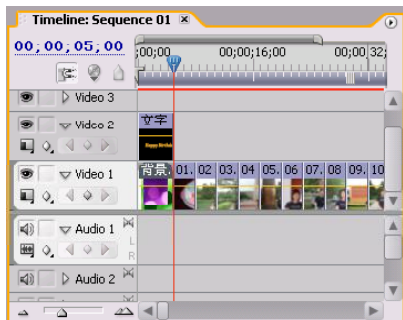 Timeline: Sequence 01
00;00;05;00
;00;00 00;00;16;00 00;00;32;
Video 3
Video 2 文字
Happy Birthday
Video 1 背景. 01. 02 03. 04 05. 06 07. 08 09. 10
Audio 1
L
R
Audio 2